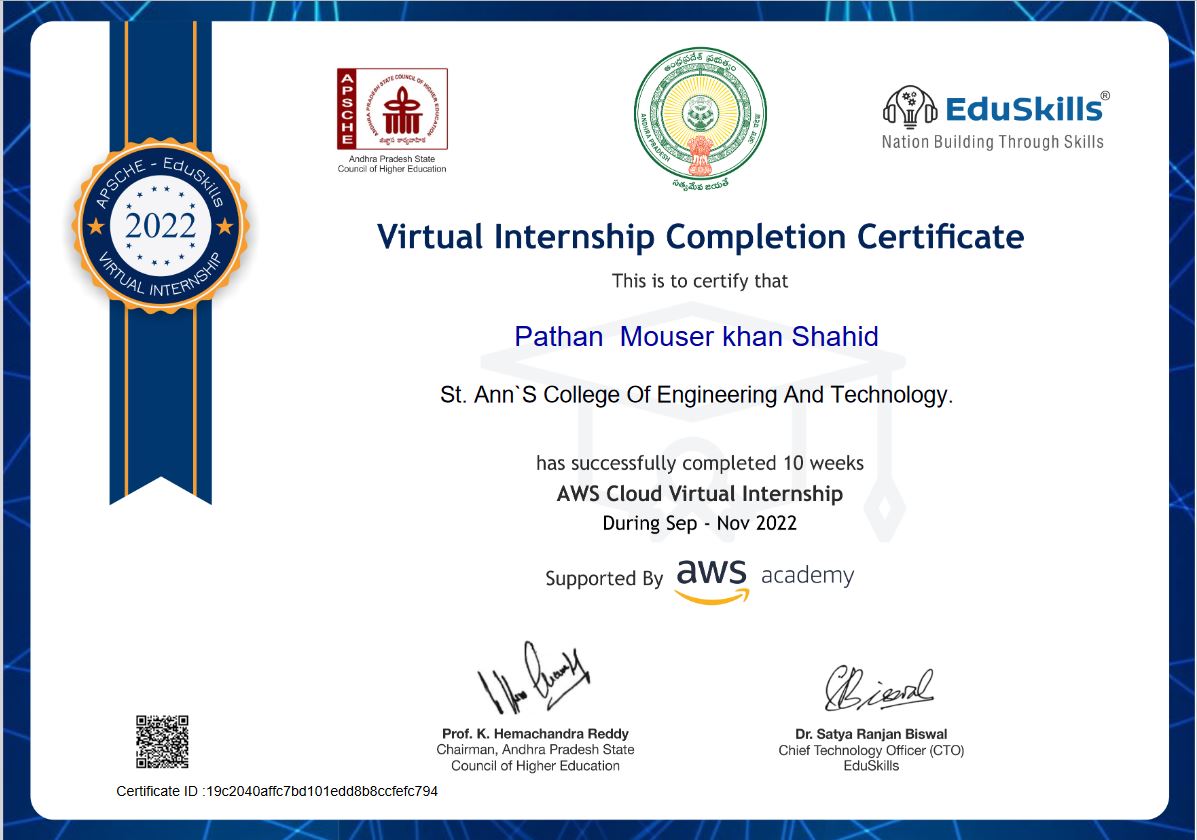 APSCHE - EduSkills
2022
VIRTUAL INTERNSHIP
APSCHE
ANDHRA PRADESH STATE COUNCIL OF HIGHER EDUCATION
Andhra Pradesh State
Council of Higher Education
ఆంధ్రప్రదేశ్ ప్రభుత్వం
ANDHRA PRADESH
సత్యమేవ జయతే
EduSkills®
Nation Building Through Skills
Virtual Internship Completion Certificate
This is to certify that
Pathan Mouser khan Shahid
St. Ann`S College Of Engineering And Technology.
has successfully completed 10 weeks
AWS Cloud Virtual Internship
During Sep - Nov 2022
Supported By aws academy
Prof. K. Hemachandra Reddy
Chairman, Andhra Pradesh State
Council of Higher Education
Dr. Satya Ranjan Biswal
Chief Technology Officer (CTO)
EduSkills
Certificate ID :19c2040affc7bd101edd8b8ccfefc794